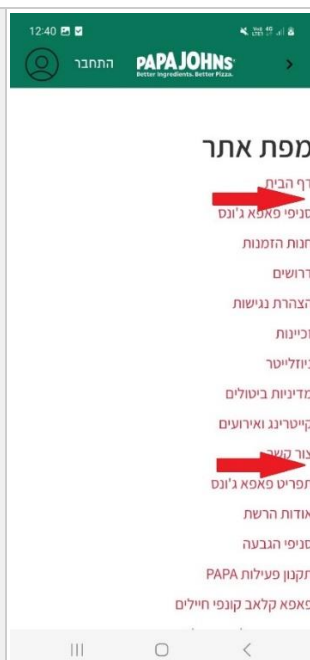 12:40
התחבר
PAPA JOHNS
Better Ingredients. Better Pizza.
מפת אתר
דף הבית
סניפי פאפא ג'ונס
חנות הזמנות
דרושים
הצהרת נגישות
זכיינות
ניוזלייטר
מדיניות ביטולים
קייטרינג ואירועים
צור קשר
תפריט פאפא ג'ונס
אודות הרשת
סניפי הגבעה
תקנון פעילות PAPA
פאפא קלאב קונפי חיילים